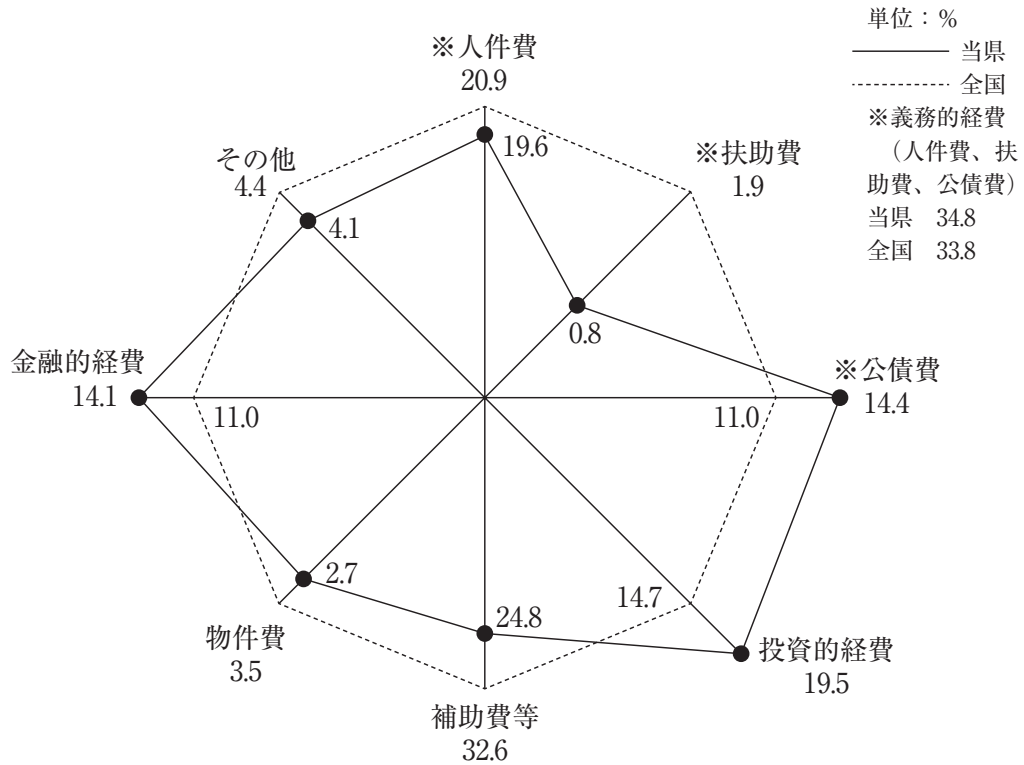 単位：%
当県
全国
※義務的経費
（人件費、扶
助費、公債費）
当県　34.8
全国　33.8
※人件費
20.9
19.6
※扶助費
1.9
0.8
※公債費
14.4
11.0
投資的経費
19.5
14.7
補助費等
32.6
24.8
物件費
3.5
2.7
金融的経費
14.1
11.0
その他
4.4
4.1